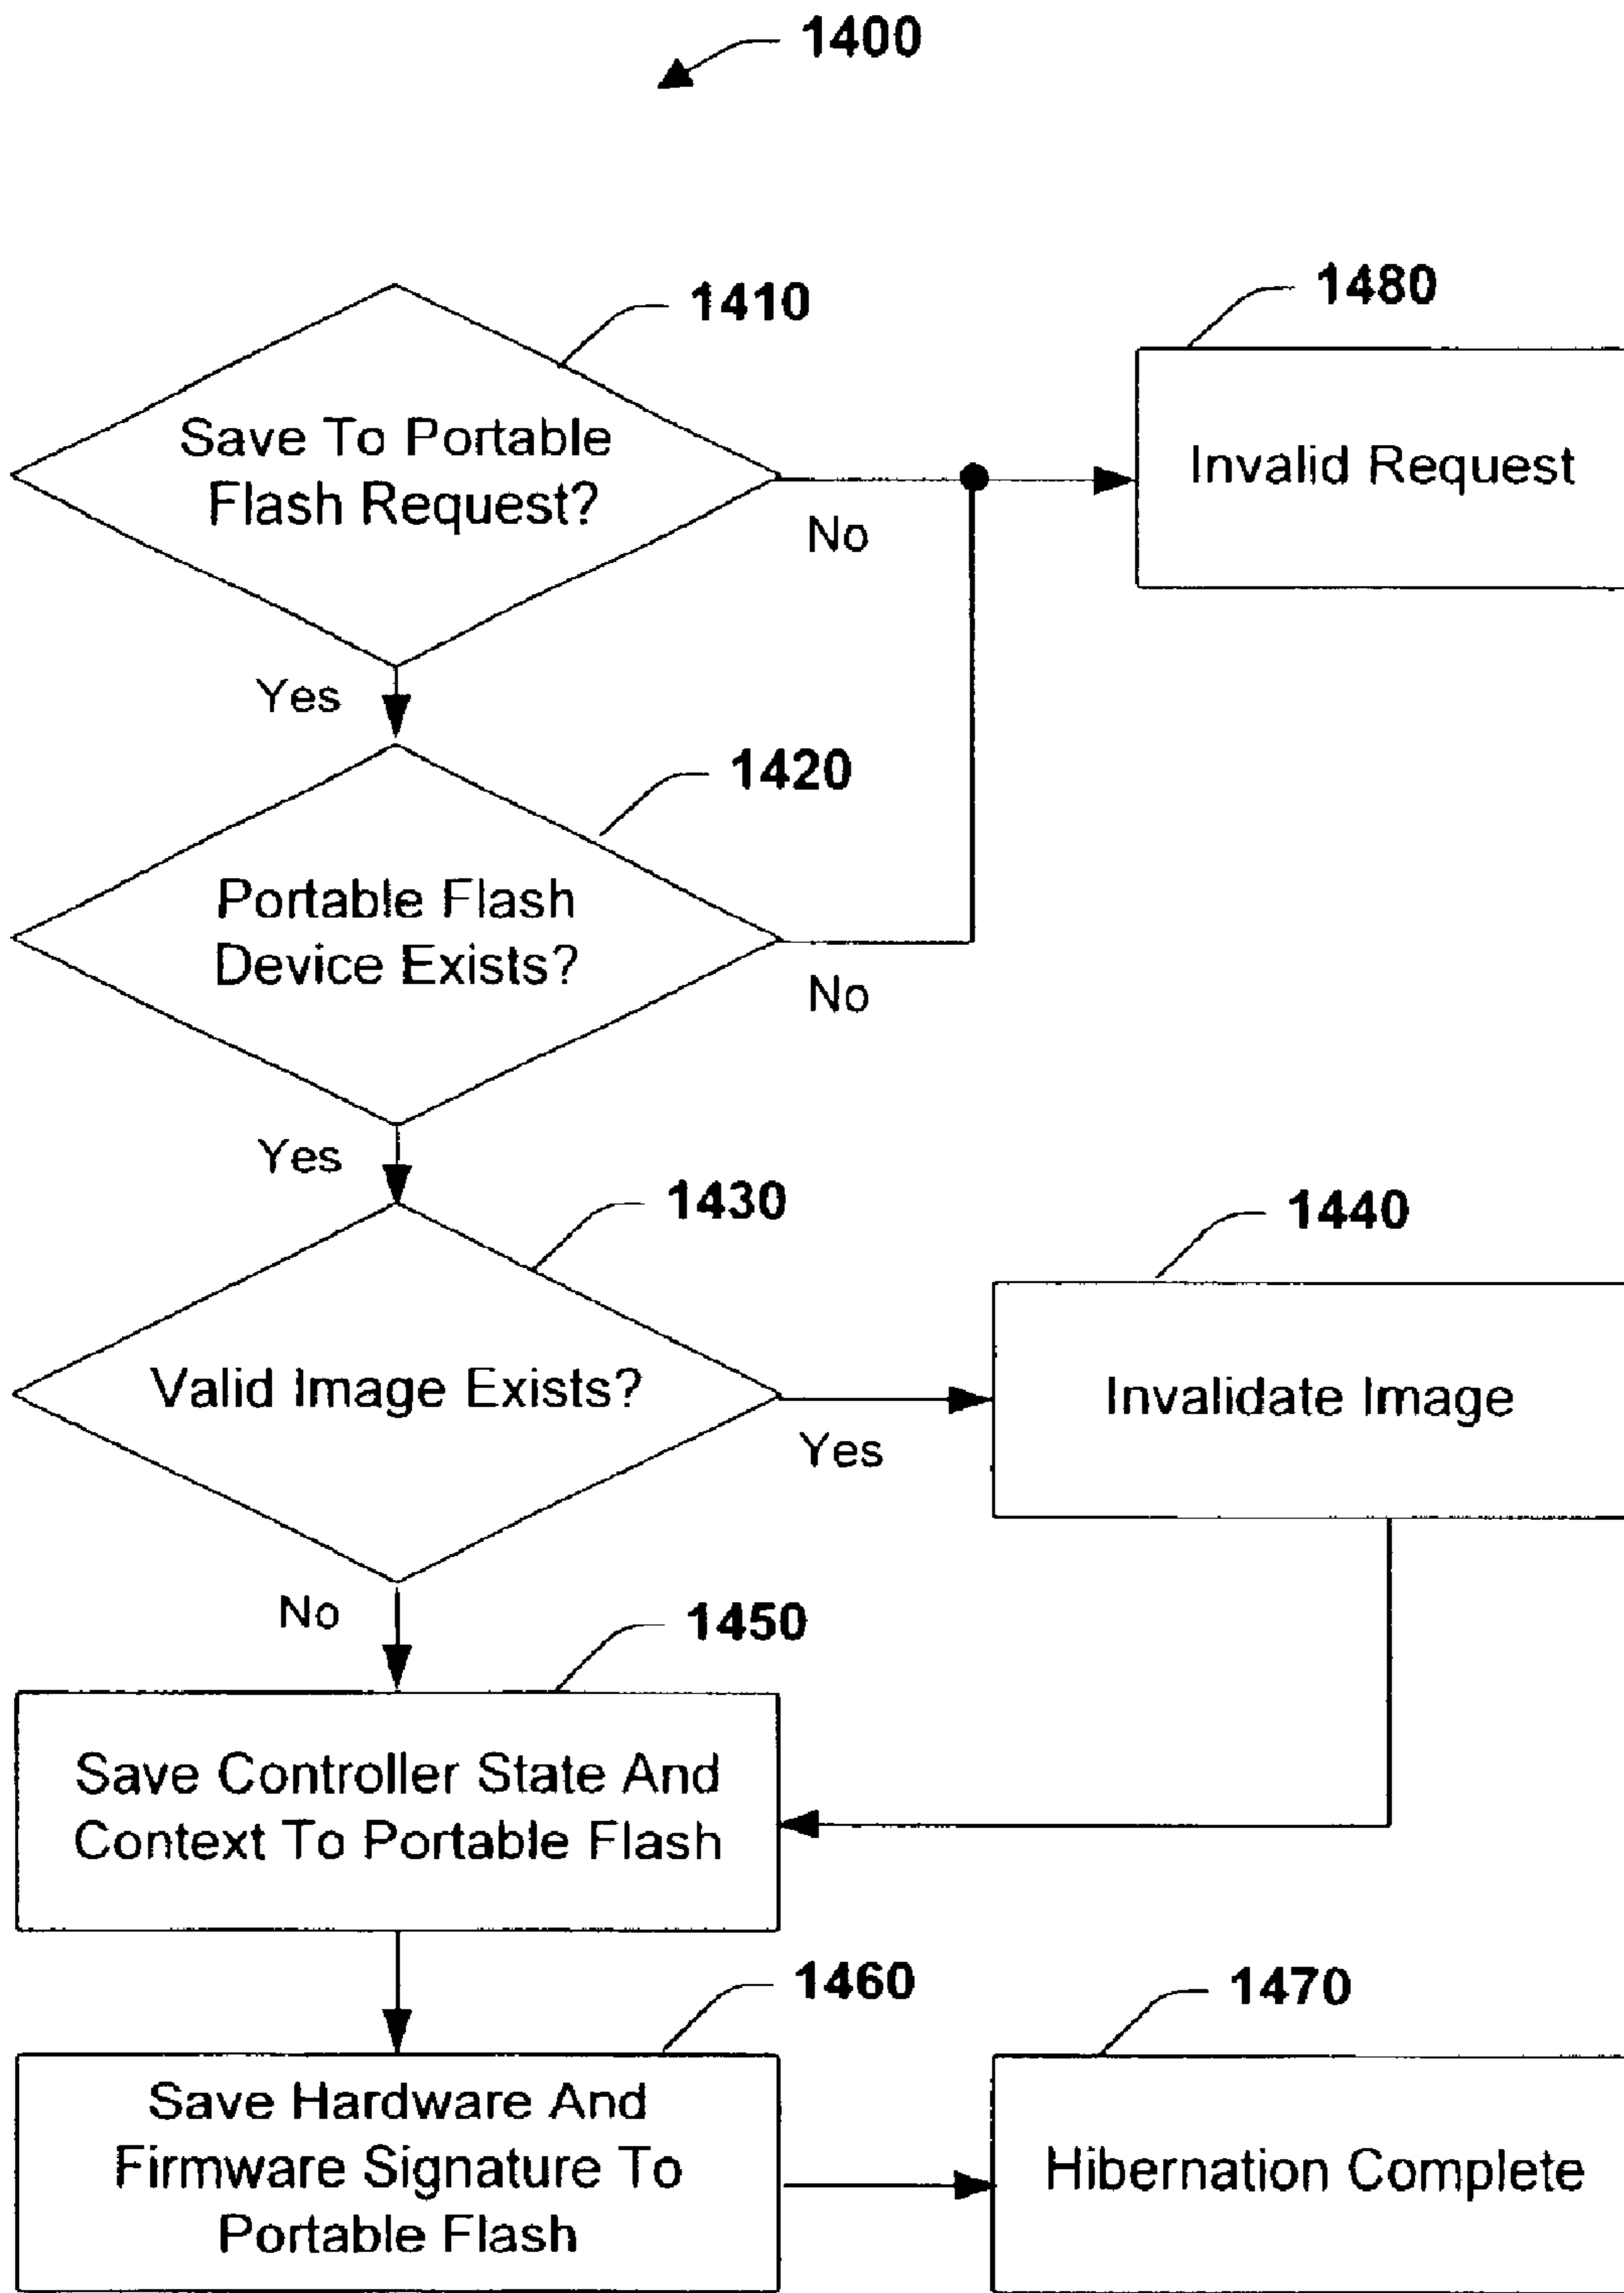 1400
1410
Save To Portable
Flash Request?
No
Yes
1480
Invalid Request
1420
Portable Flash
Device Exists?
No
Yes
1430
Valid Image Exists?
Yes
No
1440
Invalidate Image
1450
Save Controller State And
Context To Portable Flash
1460
Save Hardware And
Firmware Signature To
Portable Flash
1470
Hibernation Complete